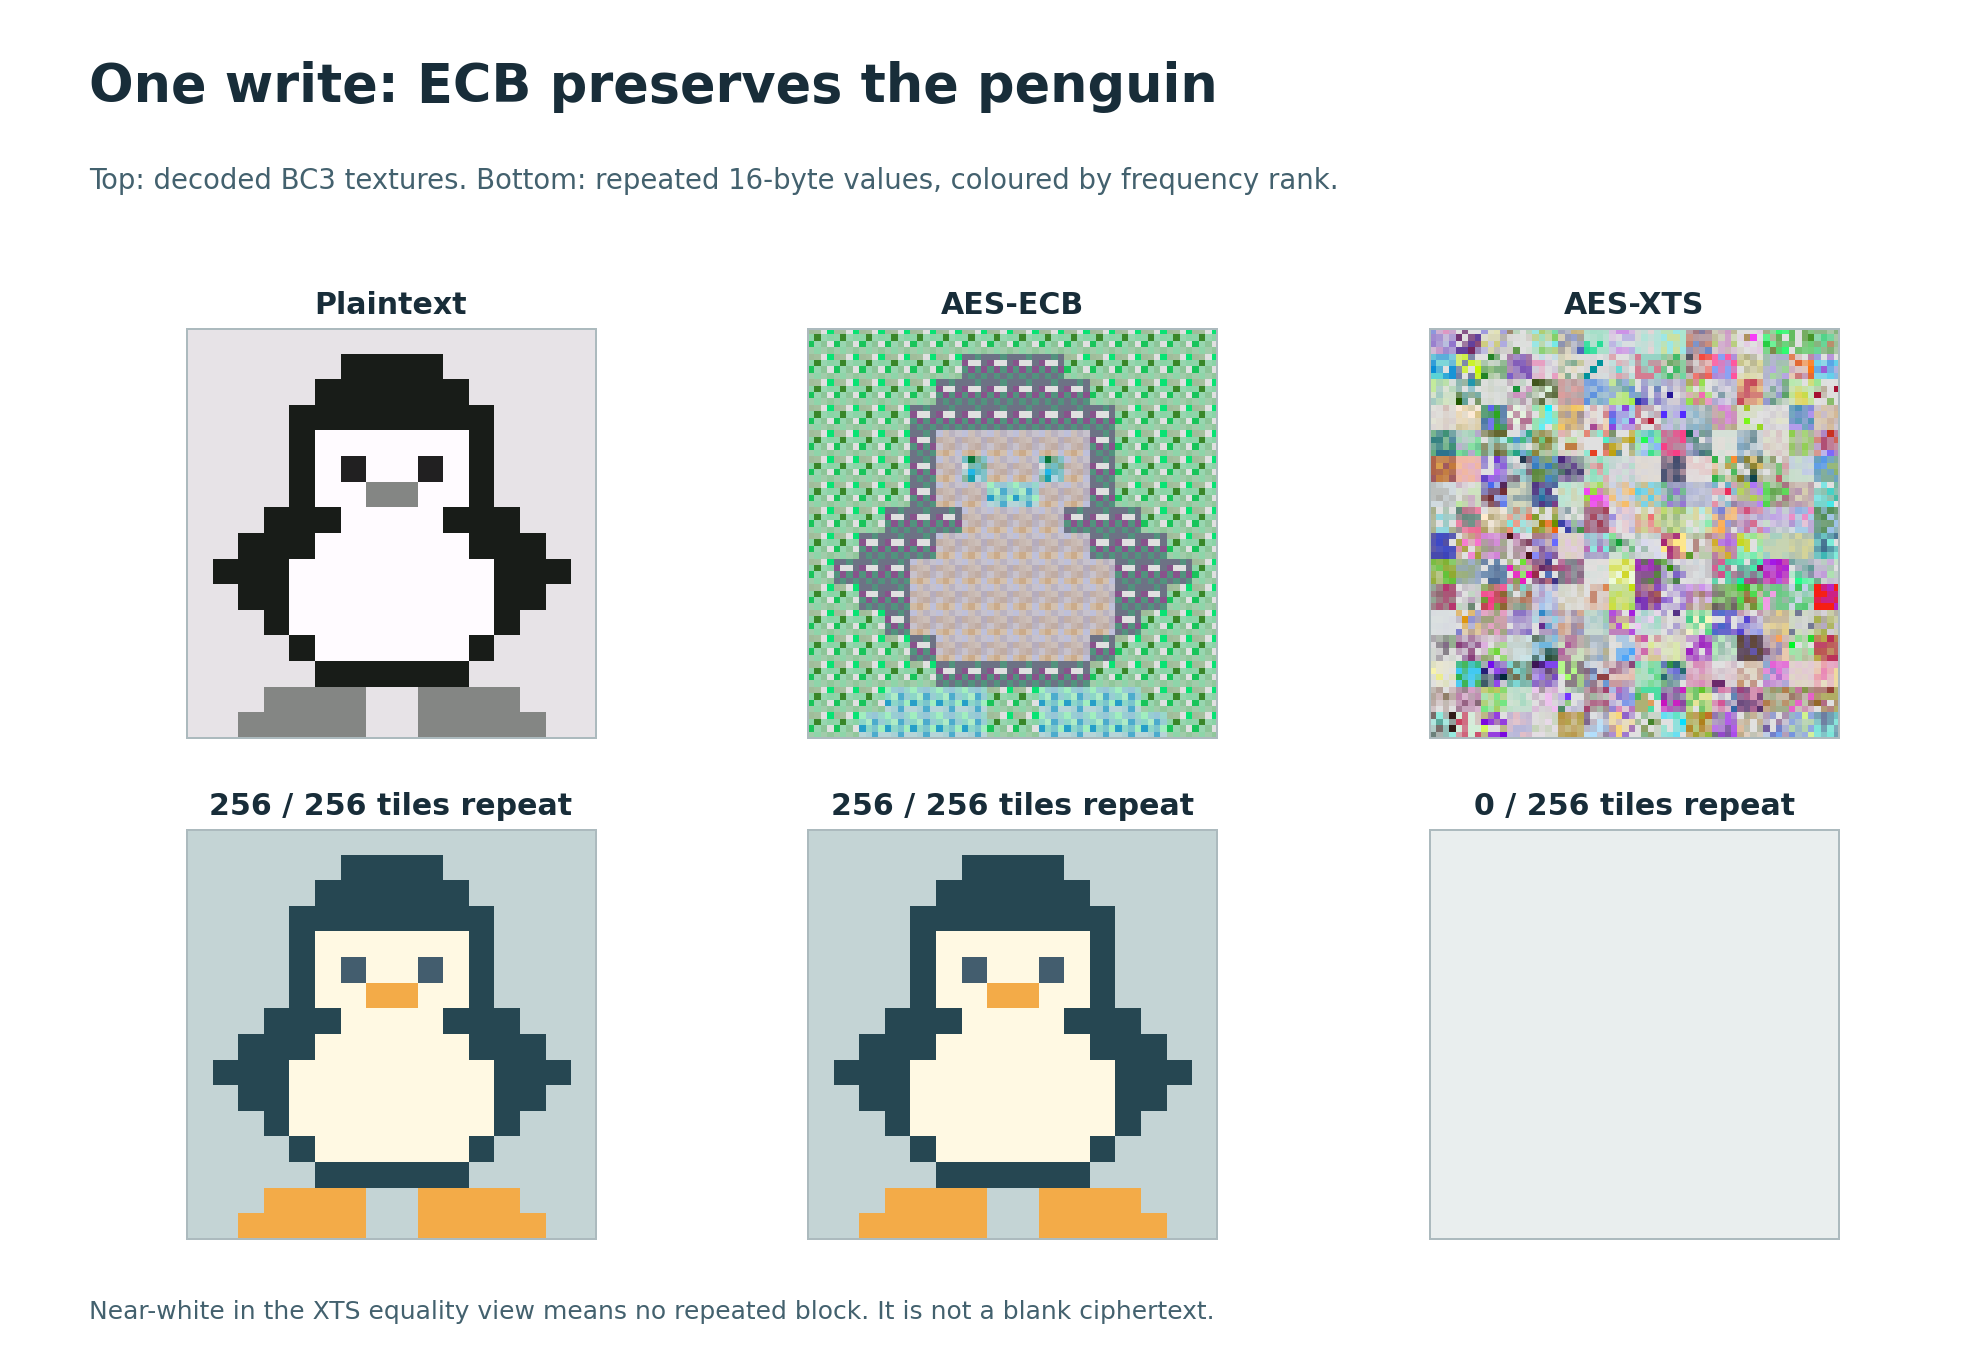 One write: ECB preserves the penguin
Top: decoded BC3 textures. Bottom: repeated 16-byte values, coloured by frequency rank.
Plaintext
AES-ECB
AES-XTS
256 / 256 tiles repeat
256 / 256 tiles repeat
0 / 256 tiles repeat
Near-white in the XTS equality view means no repeated block. It is not a blank ciphertext.